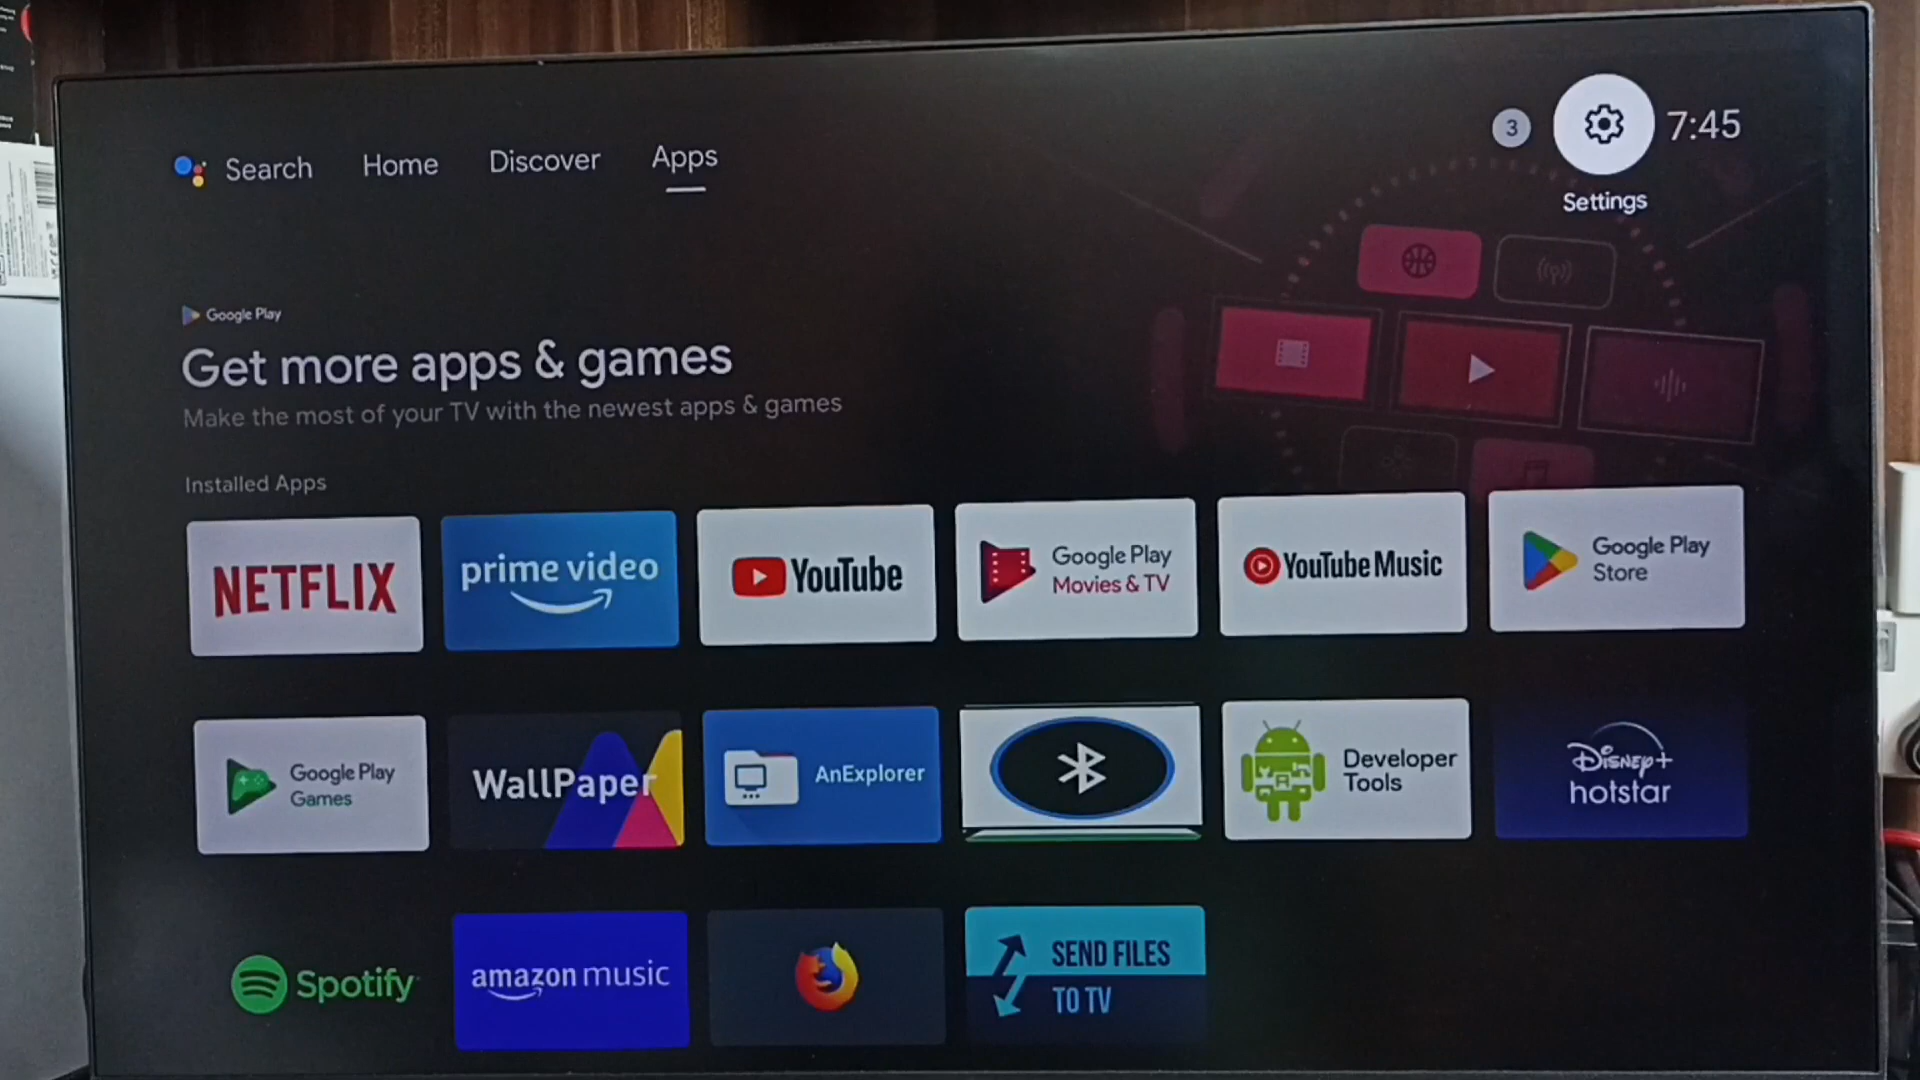 Search
Home
Discover
Apps
3
7:45
Settings
Google Play
Get more apps & games
Make the most of your TV with the newest apps & games
Installed Apps
NETFLIX
prime video
YouTube
Google Play
Movies & TV
YouTube Music
Google Play
Store
Google Play
Games
WallPaper
AnExplorer
Developer
Tools
Disney+
hotstar
Spotify
amazon music
SEND FILES
TO TV